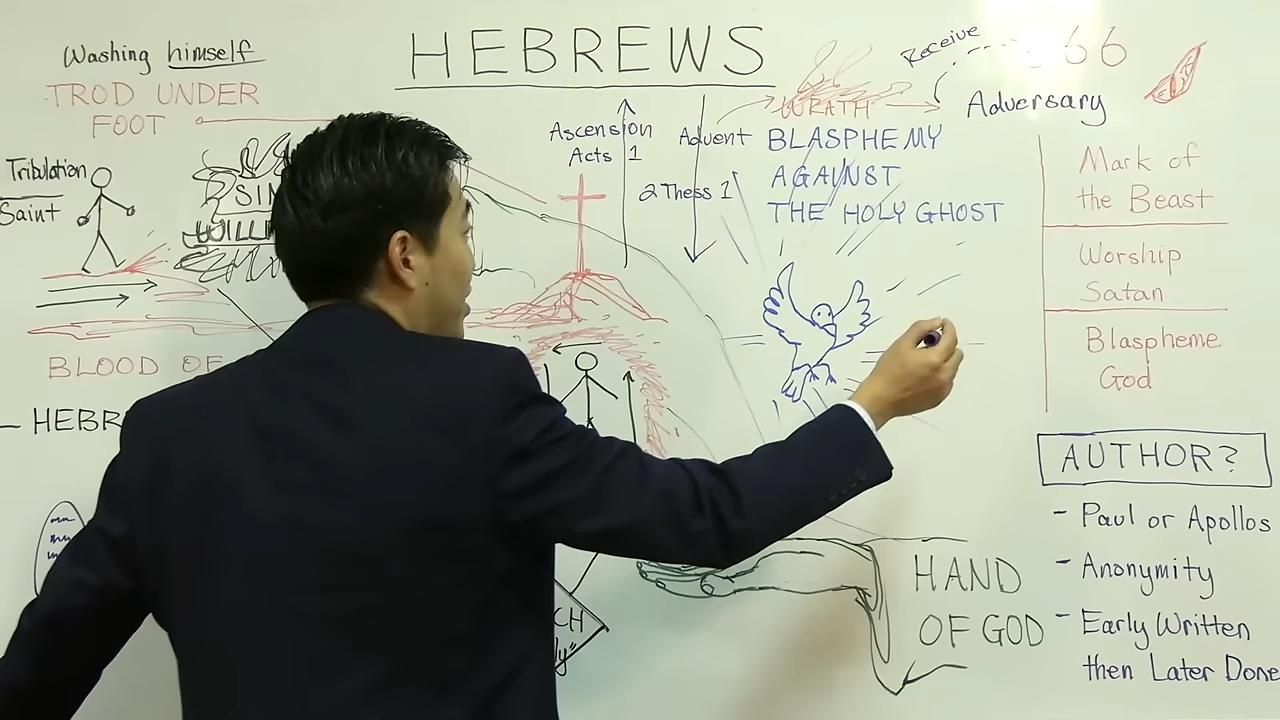 HEBREWS
Washing himself
TROD UNDER
FOOT
Tribulation
Saint
BLOOD OF
Ascension
Acts 1
Advent
2 Thess 1
WRATH
Receive
66
Adversary
BLASPHEMY
AGAINST
THE HOLY GHOST
Mark of
the Beast
Worship
Satan
Blaspheme
God
AUTHOR?
- Paul or Apollos
- Anonymity
- Early Written
then Later Done
HAND
OF GOD